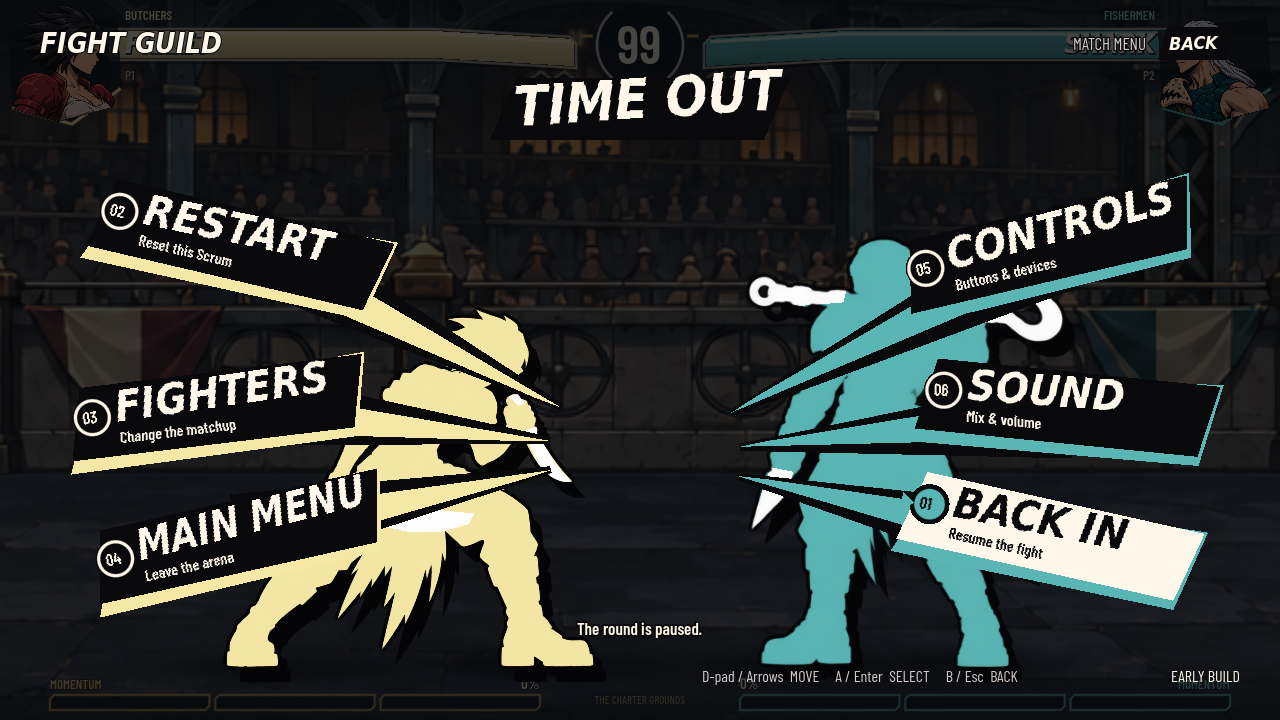 BUTCHERS
FISHERMEN
FIGHT GUILD
99
MATCH MENU
BACK
P1
P2
TIME OUT
02
RESTART
Reset this Scrum
05
CONTROLS
Buttons & devices
03
FIGHTERS
Change the matchup
06
SOUND
Mix & volume
04
MAIN MENU
Leave the arena
01
BACK IN
Resume the fight
The round is paused.
D-pad / Arrows MOVE A / Enter SELECT B / Esc BACK
EARLY BUILD
MOMENTUM
0%
THE CHARTER GROUNDS
0%
MOMENTUM